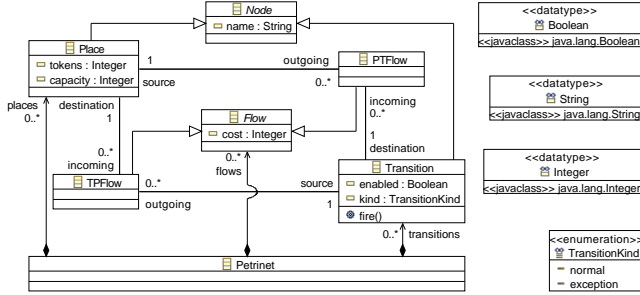 Node
name : String
Place
tokens : Integer
capacity : Integer
1
outgoing
source
0..*
PTFlow
places
0..*
destination
1
incoming
0..*
1
destination
Flow
cost : Integer
0..*
flows
0..*
incoming
TPFlow
0..*
outgoing
source
1
Transition
enabled : Boolean
kind : TransitionKind
fire()
0..*
transitions
Petrinet
<<datatype>>
Boolean
<<javaclass>> java.lang.Boolean
<<datatype>>
String
<<javaclass>> java.lang.String
<<datatype>>
Integer
<<javaclass>> java.lang.Integer
<<enumeration>>
TransitionKind
normal
exception